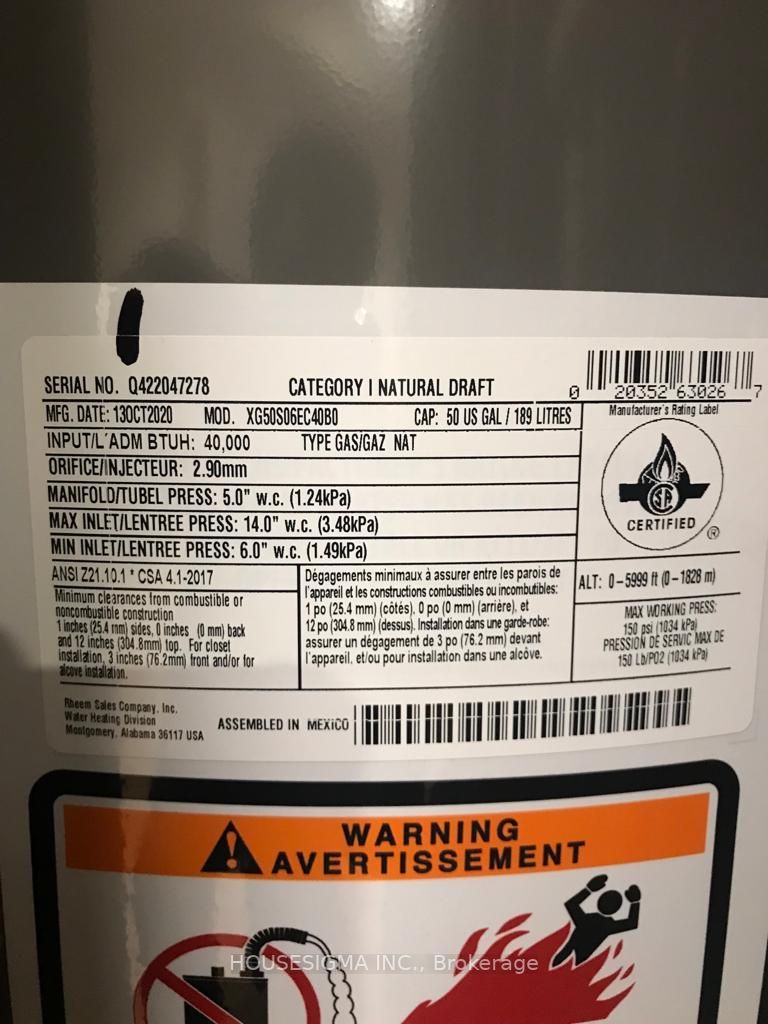 SERIAL NO. Q422047278 CATEGORY I NATURAL DRAFT
0 20352 63026 7
MFG. DATE: 13OCT2020 MOD. XG50S06EC40B0 CAP: 50 US GAL / 189 LITRES
Manufacturer's Rating Label
INPUT/L'ADM BTUH: 40,000 TYPE GAS/GAZ NAT
ORIFICE/INJECTEUR: 2.90mm
MANIFOLD/TUBEL PRESS: 5.0" w.c. (1.24kPa)
MAX INLET/LENTREE PRESS: 14.0" w.c. (3.48kPa)
MIN INLET/LENTREE PRESS: 6.0" w.c. (1.49kPa)
CERTIFIED ®
ANSI Z21.10.1 * CSA 4.1-2017
Minimum clearances from combustible or
noncombustible construction
1 inches (25.4 mm) sides, 0 inches (0 mm) back
and 12 inches (304.8mm) top. For closet
installation, 3 inches (76.2mm) front and/or for
alcove installation.
Dégagements minimaux à assurer entre les parois de
l'appareil et les constructions combustibles ou incombutibles:
1 po (25.4 mm) (côtés), 0 po (0 mm) (arrière), et
12 po (304.8 mm) (dessus). Installation dans une garde-robe:
assurer un dégagement de 3 po (76.2 mm) devant
l'appareil, et/ou pour installation dans une alcôve.
ALT: 0-5999 ft (0-1828 m)
MAX WORKING PRESS:
150 psi (1034 kPa)
PRESSION DE SERVIC MAX DE
150 Lb/PO2 (1034 kPa)
Rheem Sales Company, Inc.
Water Heating Division
Montgomery, Alabama 36117 USA
ASSEMBLED IN MEXICO
WARNING
AVERTISSEMENT
HOUSESIGMA INC., Brokerage